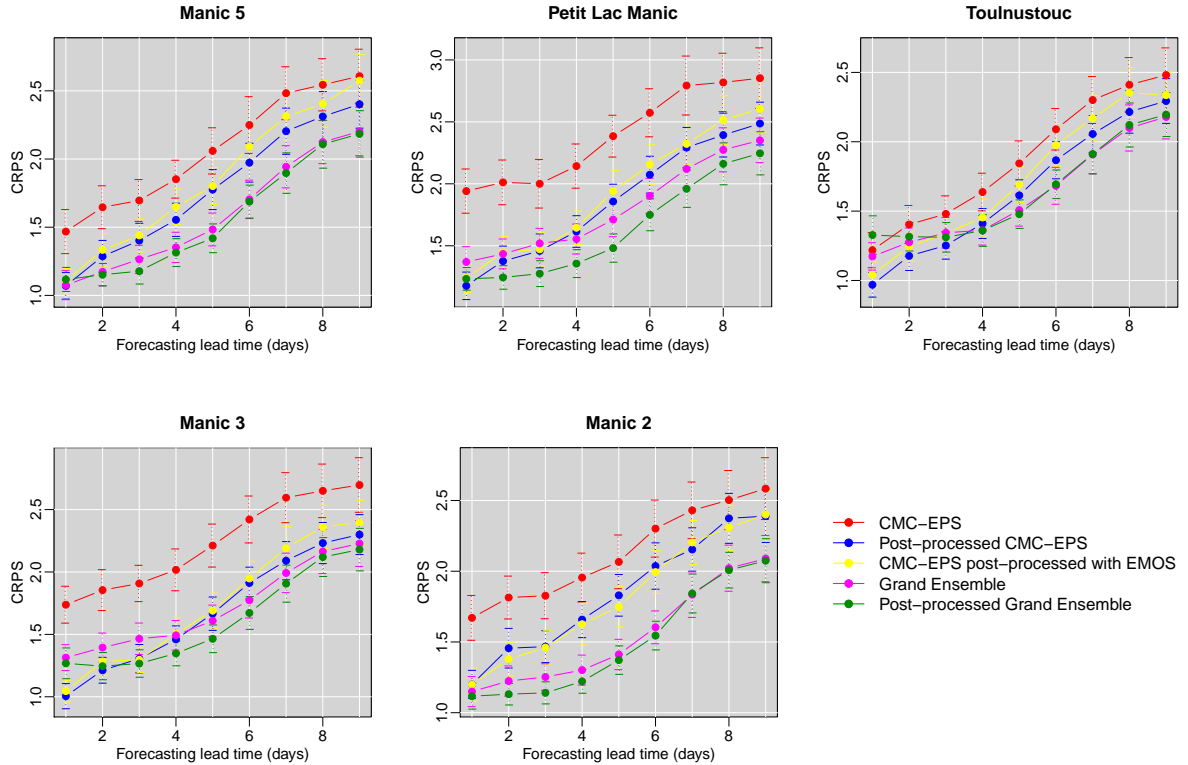 Manic 5
Petit Lac Manic
Toulnustouc
CRPS
1.0
1.5
2.0
2.5
2 4 6 8
Forecasting lead time (days)
CRPS
1.5
2.0
2.5
3.0
2 4 6 8
Forecasting lead time (days)
CRPS
1.0
1.5
2.0
2.5
2 4 6 8
Forecasting lead time (days)
Manic 3
Manic 2
CRPS
1.0
1.5
2.0
2.5
2 4 6 8
Forecasting lead time (days)
CRPS
1.0
1.5
2.0
2.5
2 4 6 8
Forecasting lead time (days)
CMC−EPS
Post−processed CMC−EPS
CMC−EPS post−processed with EMOS
Grand Ensemble
Post−processed Grand Ensemble